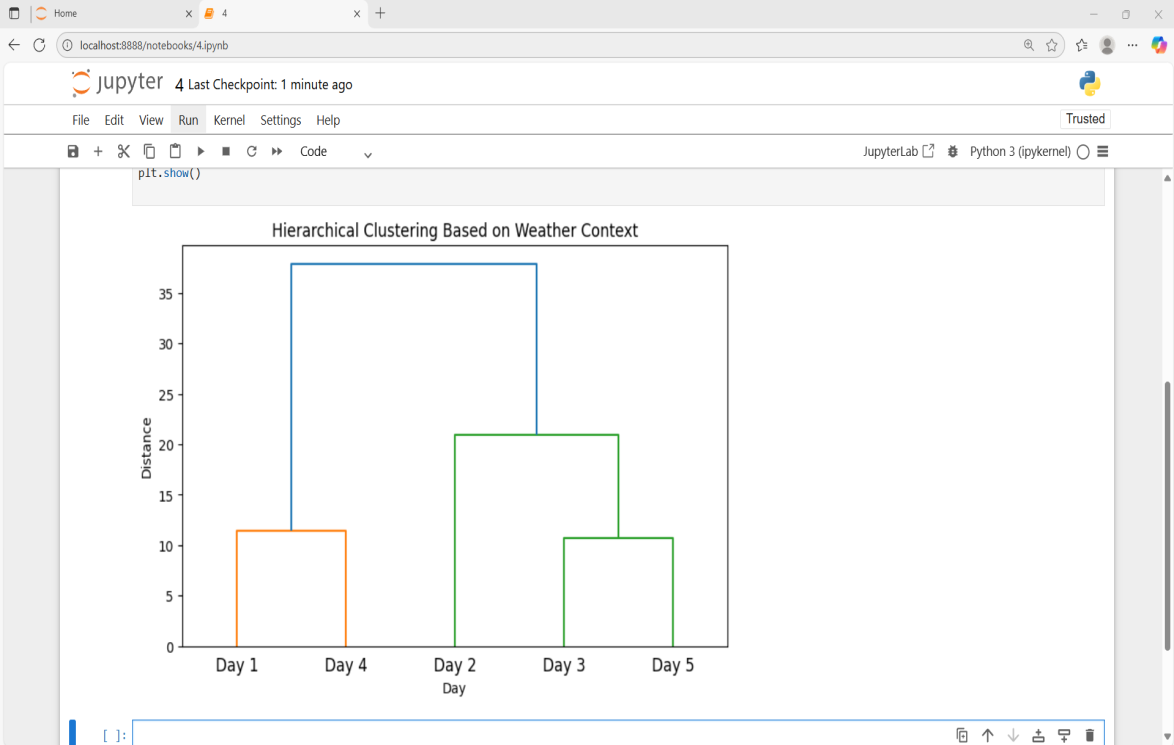 Home
4
localhost:8888/notebooks/4.ipynb
jupyter 4 Last Checkpoint: 1 minute ago
File Edit View Run Kernel Settings Help
Trusted
Code
JupyterLab
Python 3 (ipykernel)
plt.show()
Hierarchical Clustering Based on Weather Context
35
30
25
20
15
10
5
0
Distance
Day 1 Day 4 Day 2 Day 3 Day 5
Day
[ ]: